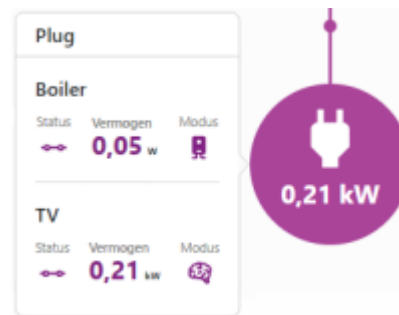 Plug
Boiler
Status Vermogen Modus
0,05 w
TV
Status Vermogen Modus
0,21 kW
0,21 kW